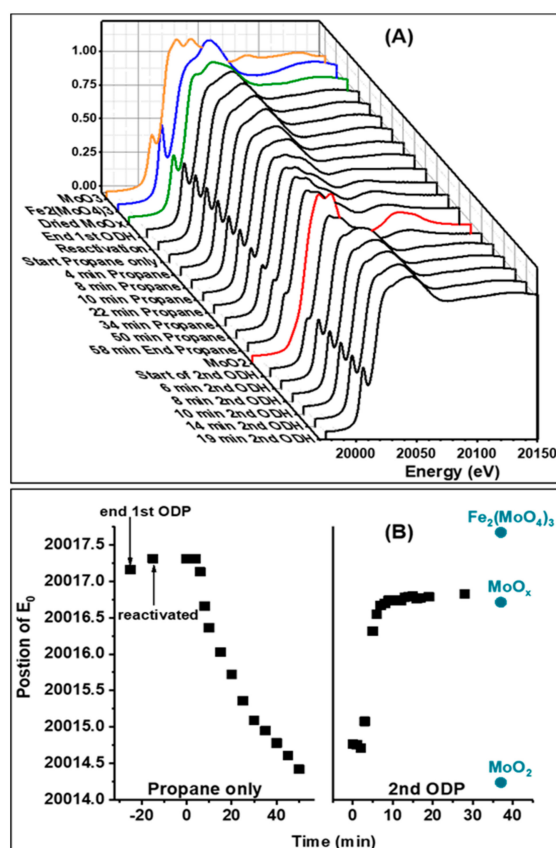 (A)
1.00
0.75
0.50
0.25
0.00
MoO3
Fe2(MoO4)3
Dried MoOx
End 1st ODH
Reactivation
Start Propane only
4 min Propane
8 min Propane
10 min Propane
22 min Propane
34 min Propane
50 min Propane
58 min End Propane
MoO2
Start of 2nd ODH
6 min 2nd ODH
8 min 2nd ODH
10 min 2nd ODH
14 min 2nd ODH
19 min 2nd ODH
20000 20050 20100 20150
Energy (eV)
(B)
Postion of E0
20017.5
20017.0
20016.5
20016.0
20015.5
20015.0
20014.5
20014.0
end 1st ODP
reactivated
Fe2(MoO4)3
MoOx
MoO2
Propane only
2nd ODP
-20 0 20 40 0 10 20 30 40
Time (min)